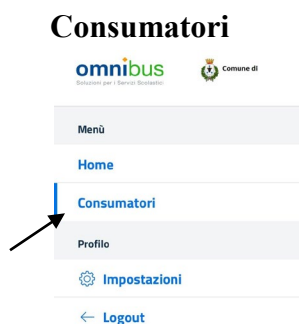 Consumatori
omnibus Comune di
Soluzioni per i Servizi Scolastici
Menù
Home
Consumatori
Profilo
Impostazioni
Logout